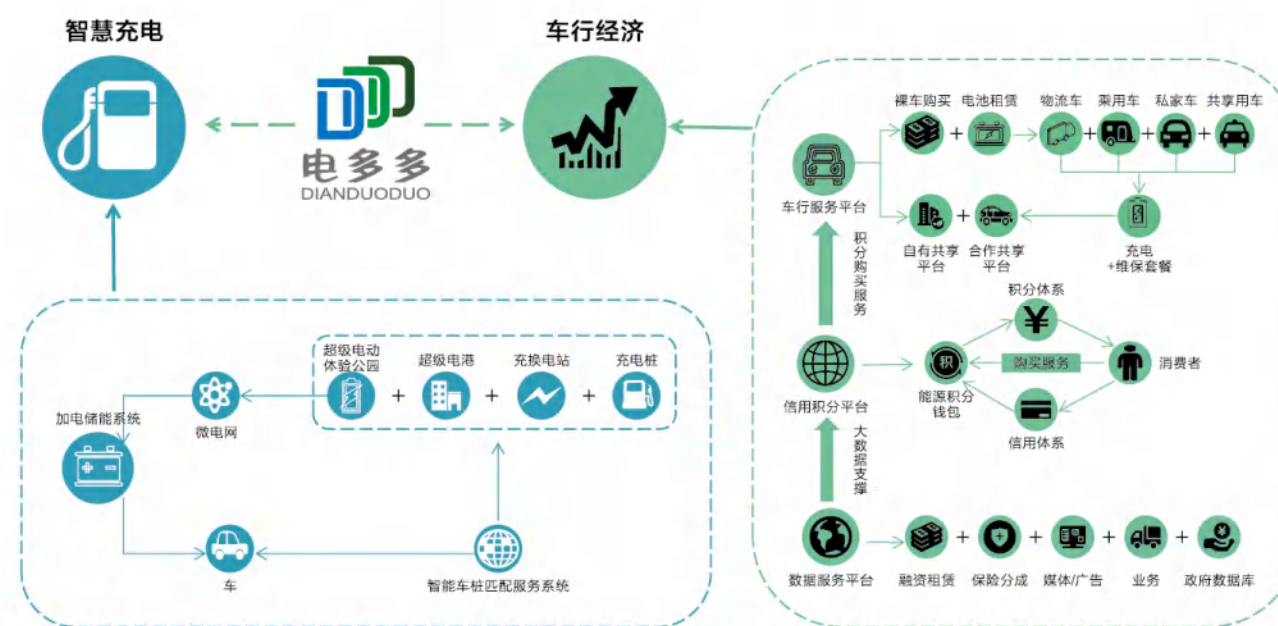 智慧充电
车行经济
电多多
DIANDUODUO
超级电动
体验公园
+
超级电港
+
充换电站
+
充电桩
微电网
加电储能系统
车
智能车桩匹配服务系统
裸车购买
+
电池租赁
物流车
+
乘用车
+
私家车
+
共享用车
车行服务平台
自有共享
平台
+
合作共享
平台
充电
+维保套餐
积分购买服务
积分体系
¥
信用积分平台
积
能源积分
钱包
购买服务
消费者
信用体系
大数据支撑
数据服务平台
融资租赁
+
保险分成
+
媒体/广告
+
业务
+
政府数据库